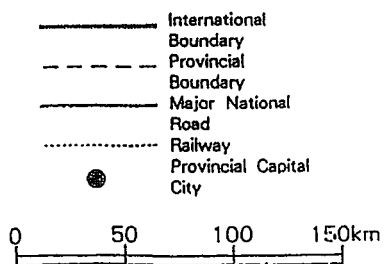 International
Boundary
Provincial
Boundary
Major National
Road
Railway
Provincial Capital
City
0 50 100 150km